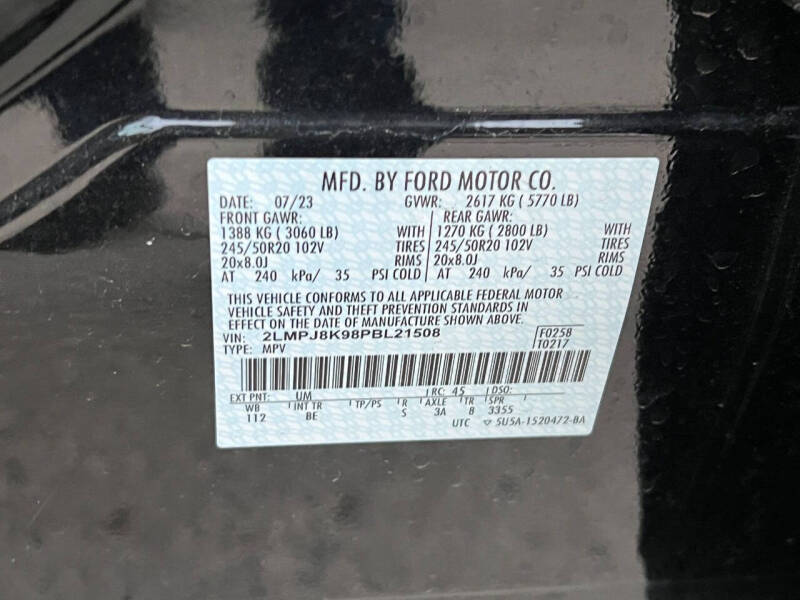 MFD. BY FORD MOTOR CO.
DATE: 07/23 GVWR: 2617 KG ( 5770 LB)
FRONT GAWR: REAR GAWR:
1388 KG ( 3060 LB) WITH 1270 KG ( 2800 LB) WITH
245/50R20 102V TIRES 245/50R20 102V TIRES
20x8.0J RIMS 20x8.0J RIMS
AT 240 kPa/ 35 PSI COLD AT 240 kPa/ 35 PSI COLD
THIS VEHICLE CONFORMS TO ALL APPLICABLE FEDERAL MOTOR
VEHICLE SAFETY AND THEFT PREVENTION STANDARDS IN
EFFECT ON THE DATE OF MANUFACTURE SHOWN ABOVE.
VIN: 2LMPJ8K98PBL21508 F0258
TYPE: MPV T0217
EXT PNT: UM RC: 45 DSO:
WB INT TR TP/PS R AXLE TR SPR
112 BE S 3A B 3355
UTC ▽ 5U5A-1520472-BA